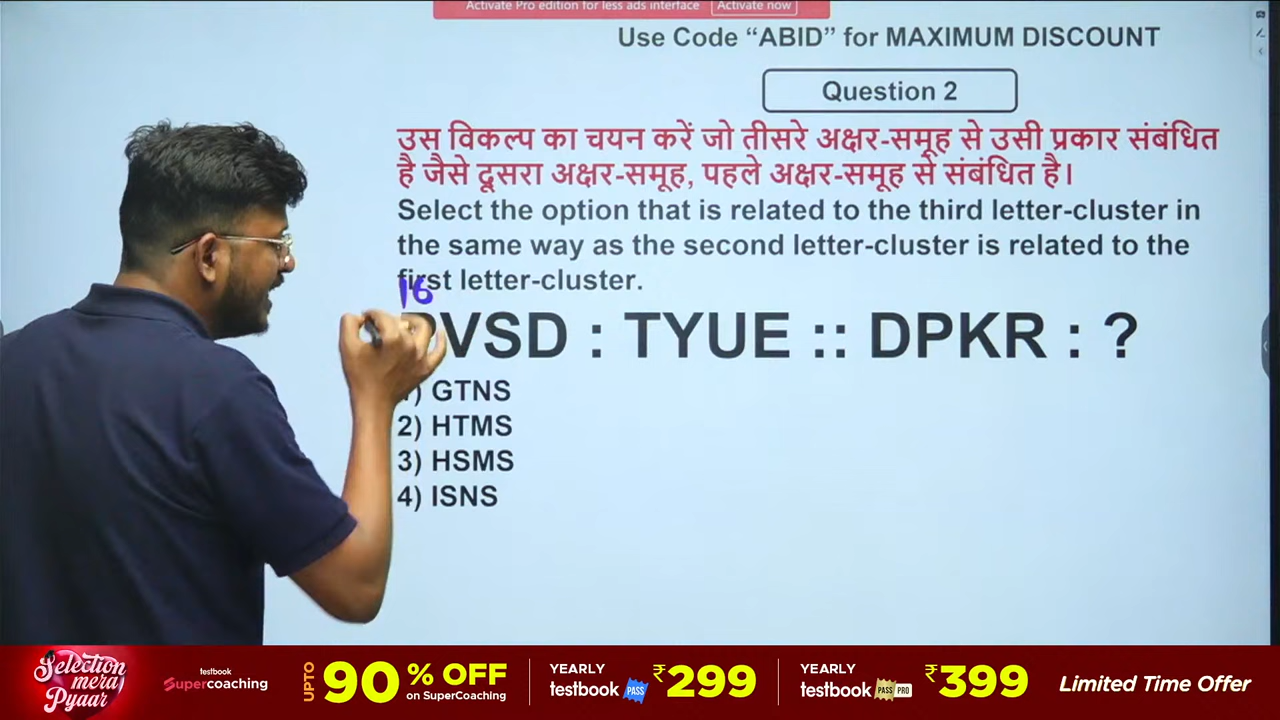 Activate Pro edition for less ads interface Activate now
Use Code “ABID” for MAXIMUM DISCOUNT
Question 2
उस विकल्प का चयन करें जो तीसरे अक्षर-समूह से उसी प्रकार संबंधित
है जैसे दूसरा अक्षर-समूह, पहले अक्षर-समूह से संबंधित है।
Select the option that is related to the third letter-cluster in
the same way as the second letter-cluster is related to the
first letter-cluster.
16
PVSD : TYUE :: DPKR : ?
1) GTNS
2) HTMS
3) HSMS
4) ISNS
Selection
mera
Pyaar
testbook
Supercoaching
UPTO 90% OFF
on SuperCoaching
YEARLY
testbook PASS
₹299
YEARLY
testbook PASS PRO
₹399
Limited Time Offer